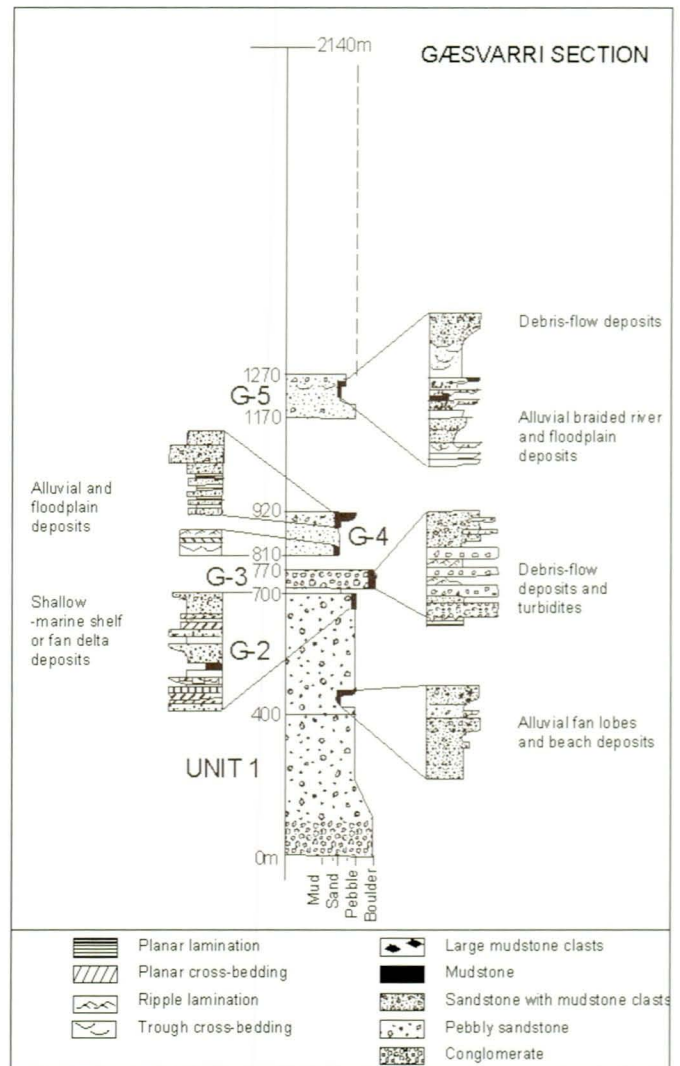 2140m
GÆSVARRI SECTION
Debris-flow deposits
1270
G-5
1170
Alluvial braided river
and floodplain
deposits
Alluvial and
floodplain
deposits
920
G-4
810
G-3
770
700
Debris-flow
deposits and
turbidites
Shallow
-marine shelf
or fan delta
deposits
G-2
400
Alluvial fan lobes
and beach deposits
UNIT 1
0m
Mud
Sand
Pebble
Boulder
Planar lamination
Planar cross-bedding
Ripple lamination
Trough cross-bedding
Large mudstone clasts
Mudstone
Sandstone with mudstone clasts
Pebbly sandstone
Conglomerate